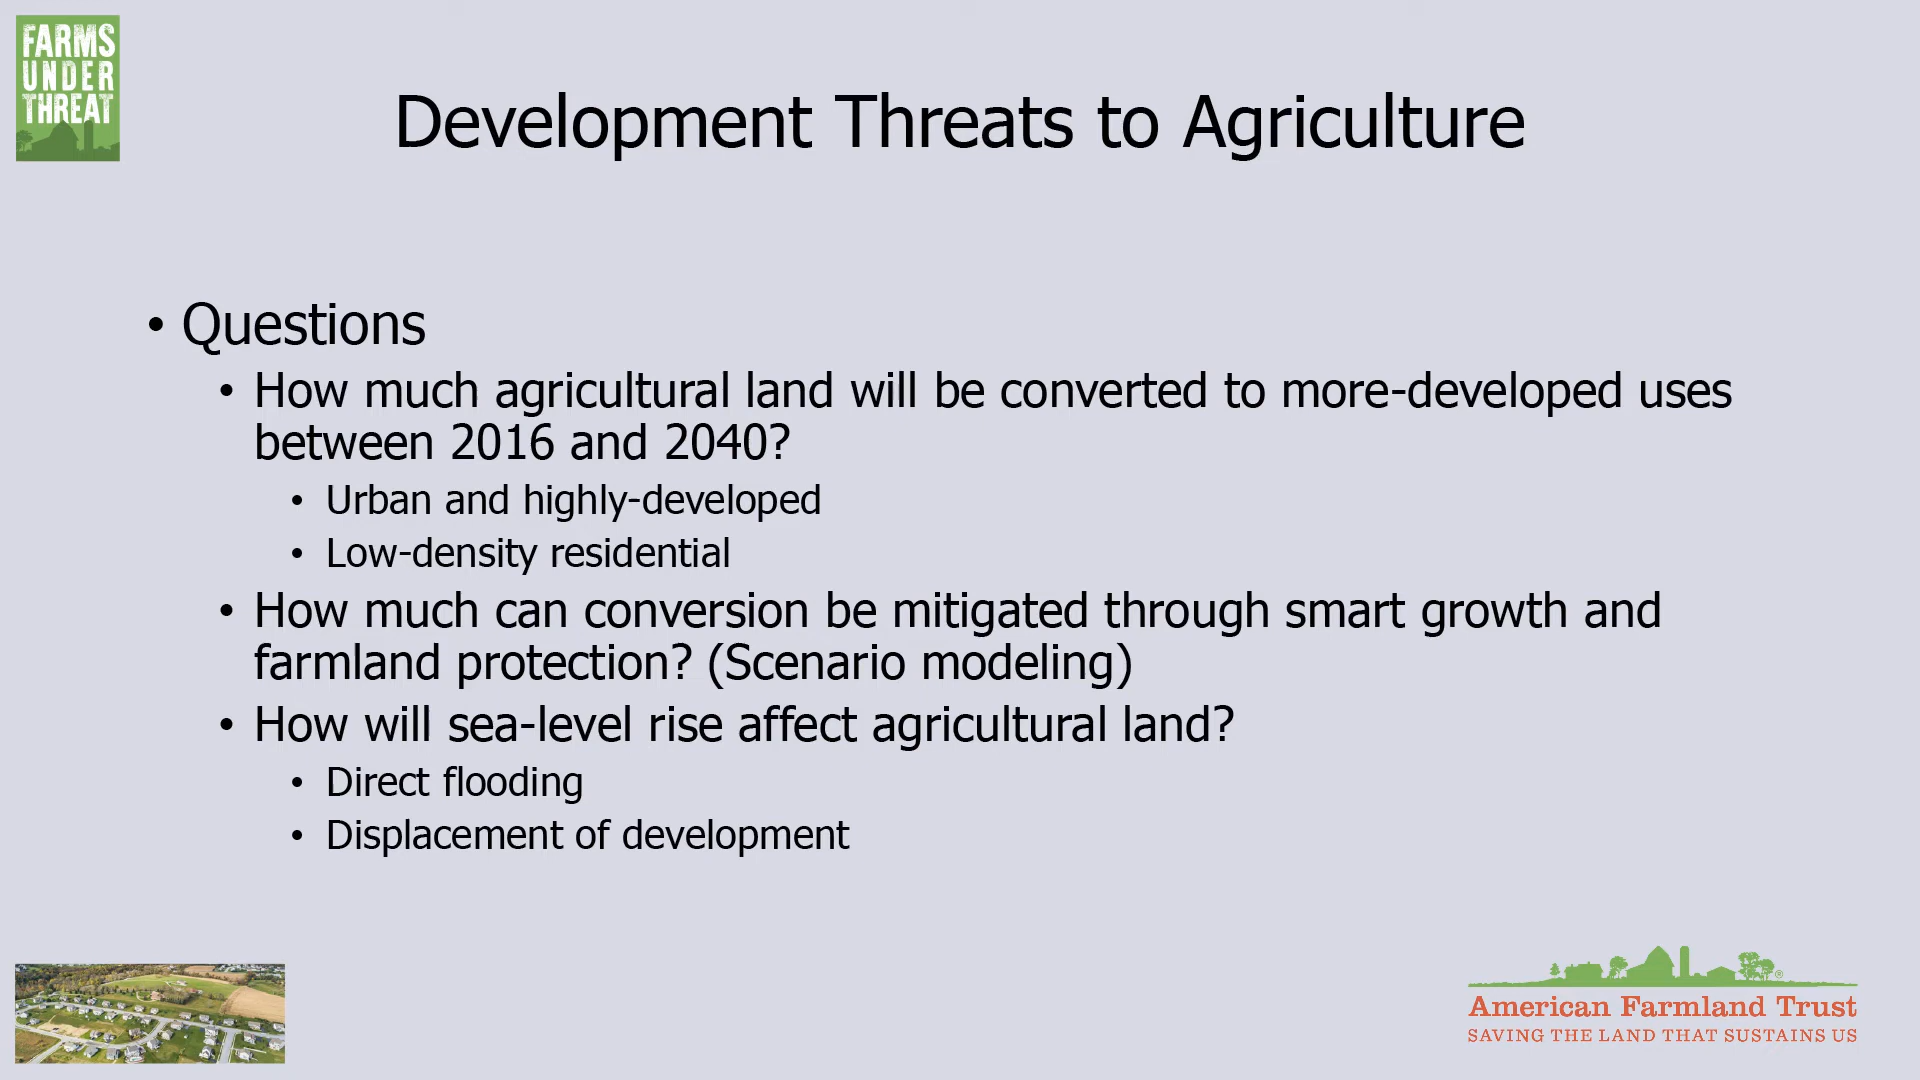 FARMS
UNDER
THREAT
Development Threats to Agriculture
• Questions
• How much agricultural land will be converted to more-developed uses
between 2016 and 2040?
• Urban and highly-developed
• Low-density residential
• How much can conversion be mitigated through smart growth and
farmland protection? (Scenario modeling)
• How will sea-level rise affect agricultural land?
• Direct flooding
• Displacement of development
®
American Farmland Trust
SAVING THE LAND THAT SUSTAINS US